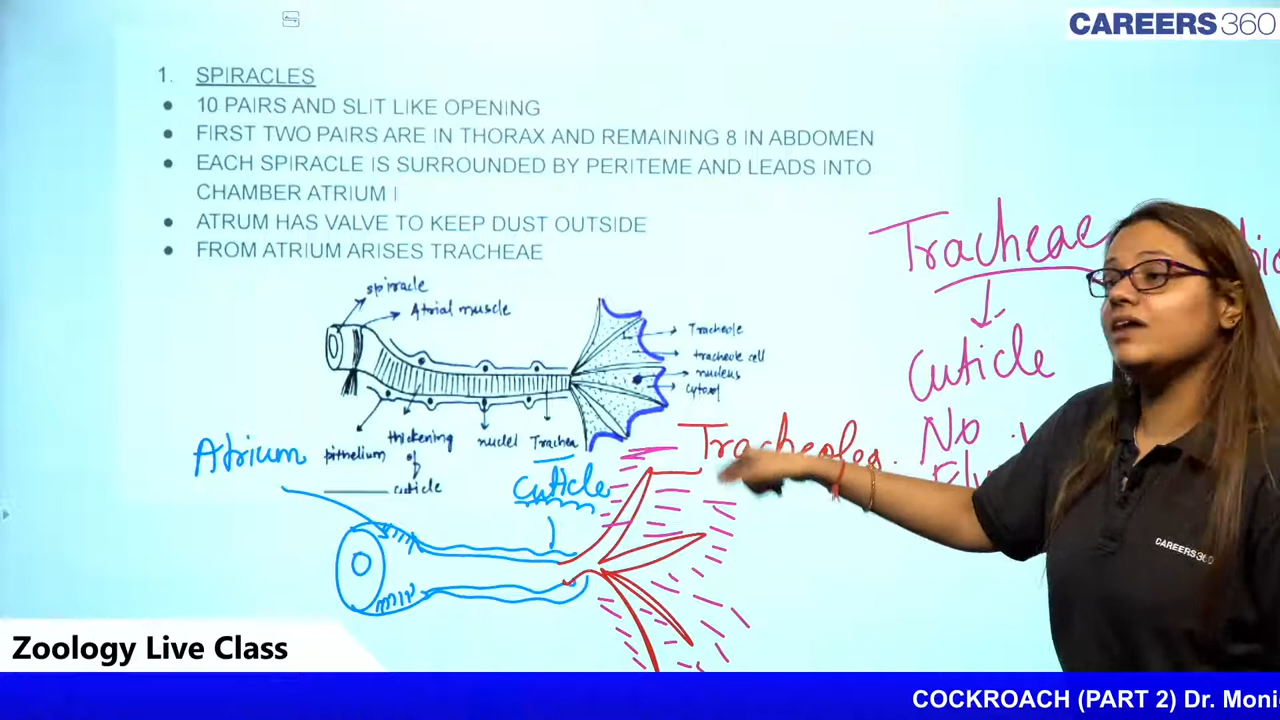 CAREERS360
1. SPIRACLES
● 10 PAIRS AND SLIT LIKE OPENING
● FIRST TWO PAIRS ARE IN THORAX AND REMAINING 8 IN ABDOMEN
● EACH SPIRACLE IS SURROUNDED BY PERITEME AND LEADS INTO
CHAMBER ATRIUM I
● ATRUM HAS VALVE TO KEEP DUST OUTSIDE
● FROM ATRIUM ARISES TRACHEAE
Tracheae
spiracle
Atrial muscle
Tracheole
tracheole cell
nucleus
cuticle
No
Tracheoles
Atrium
pithelium
thickening
of
cuticle
nuclei
Trachea
cuticle
CAREERS360
Zoology Live Class
COCKROACH (PART 2) Dr. Moni